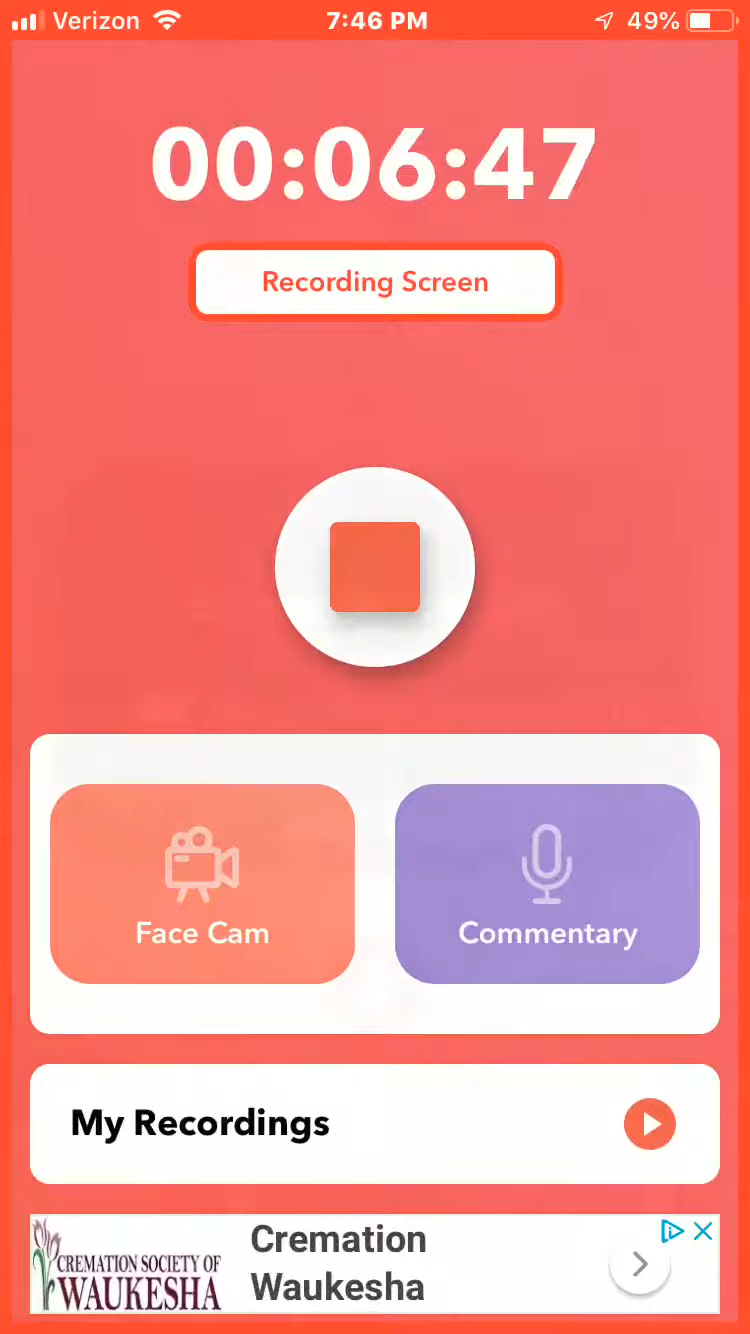 Verizon 7:46 PM 49%
00:06:47
Recording Screen
Face Cam Commentary
My Recordings
CREMATION SOCIETY OF
WAUKESHA
Cremation
Waukesha